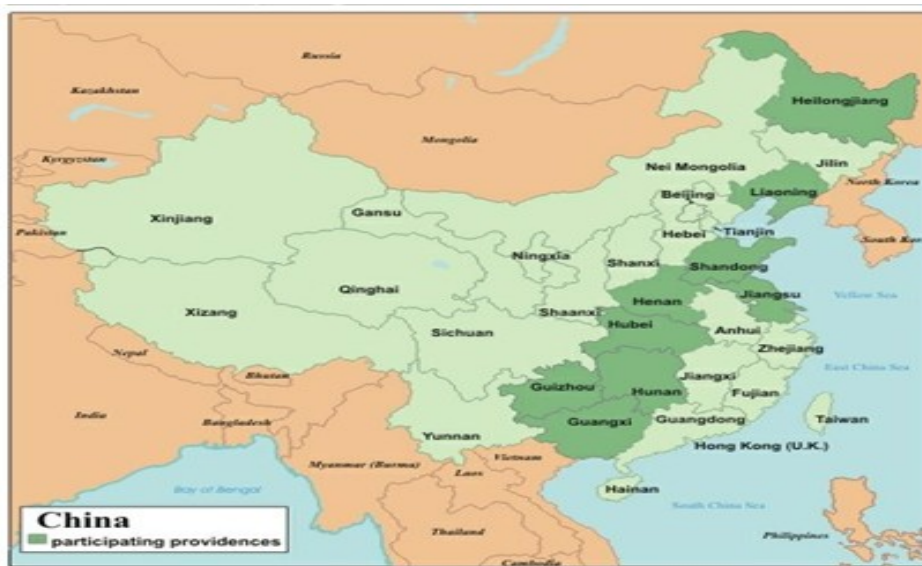 Russia
Kazakhstan
Mongolia
Heilongjiang
Kyrgyzstan
Nei Mongolia
Jilin
Beijing
Liaoning
North Korea
Xinjiang
Gansu
Pakistan
Hebei
Tianjin
South Kor
Ningxia
Shanxi
Shandong
Qinghai
Xizang
Henan
Jiangsu
Yellow Sea
Shaanxi
Sichuan
Hubei
Anhui
Zhejiang
Nepal
Bhutan
East China Sea
Guizhou
Hunan
Jiangxi
Fujian
India
Bangladesh
Guangxi
Guangdong
Taiwan
Yunnan
Hong Kong (U.K.)
Myanmar (Burma)
Vietnam
Laos
Bay of Bengal
Hainan
South China Sea
China
participating providences
Thailand
Philippines
Cambodia